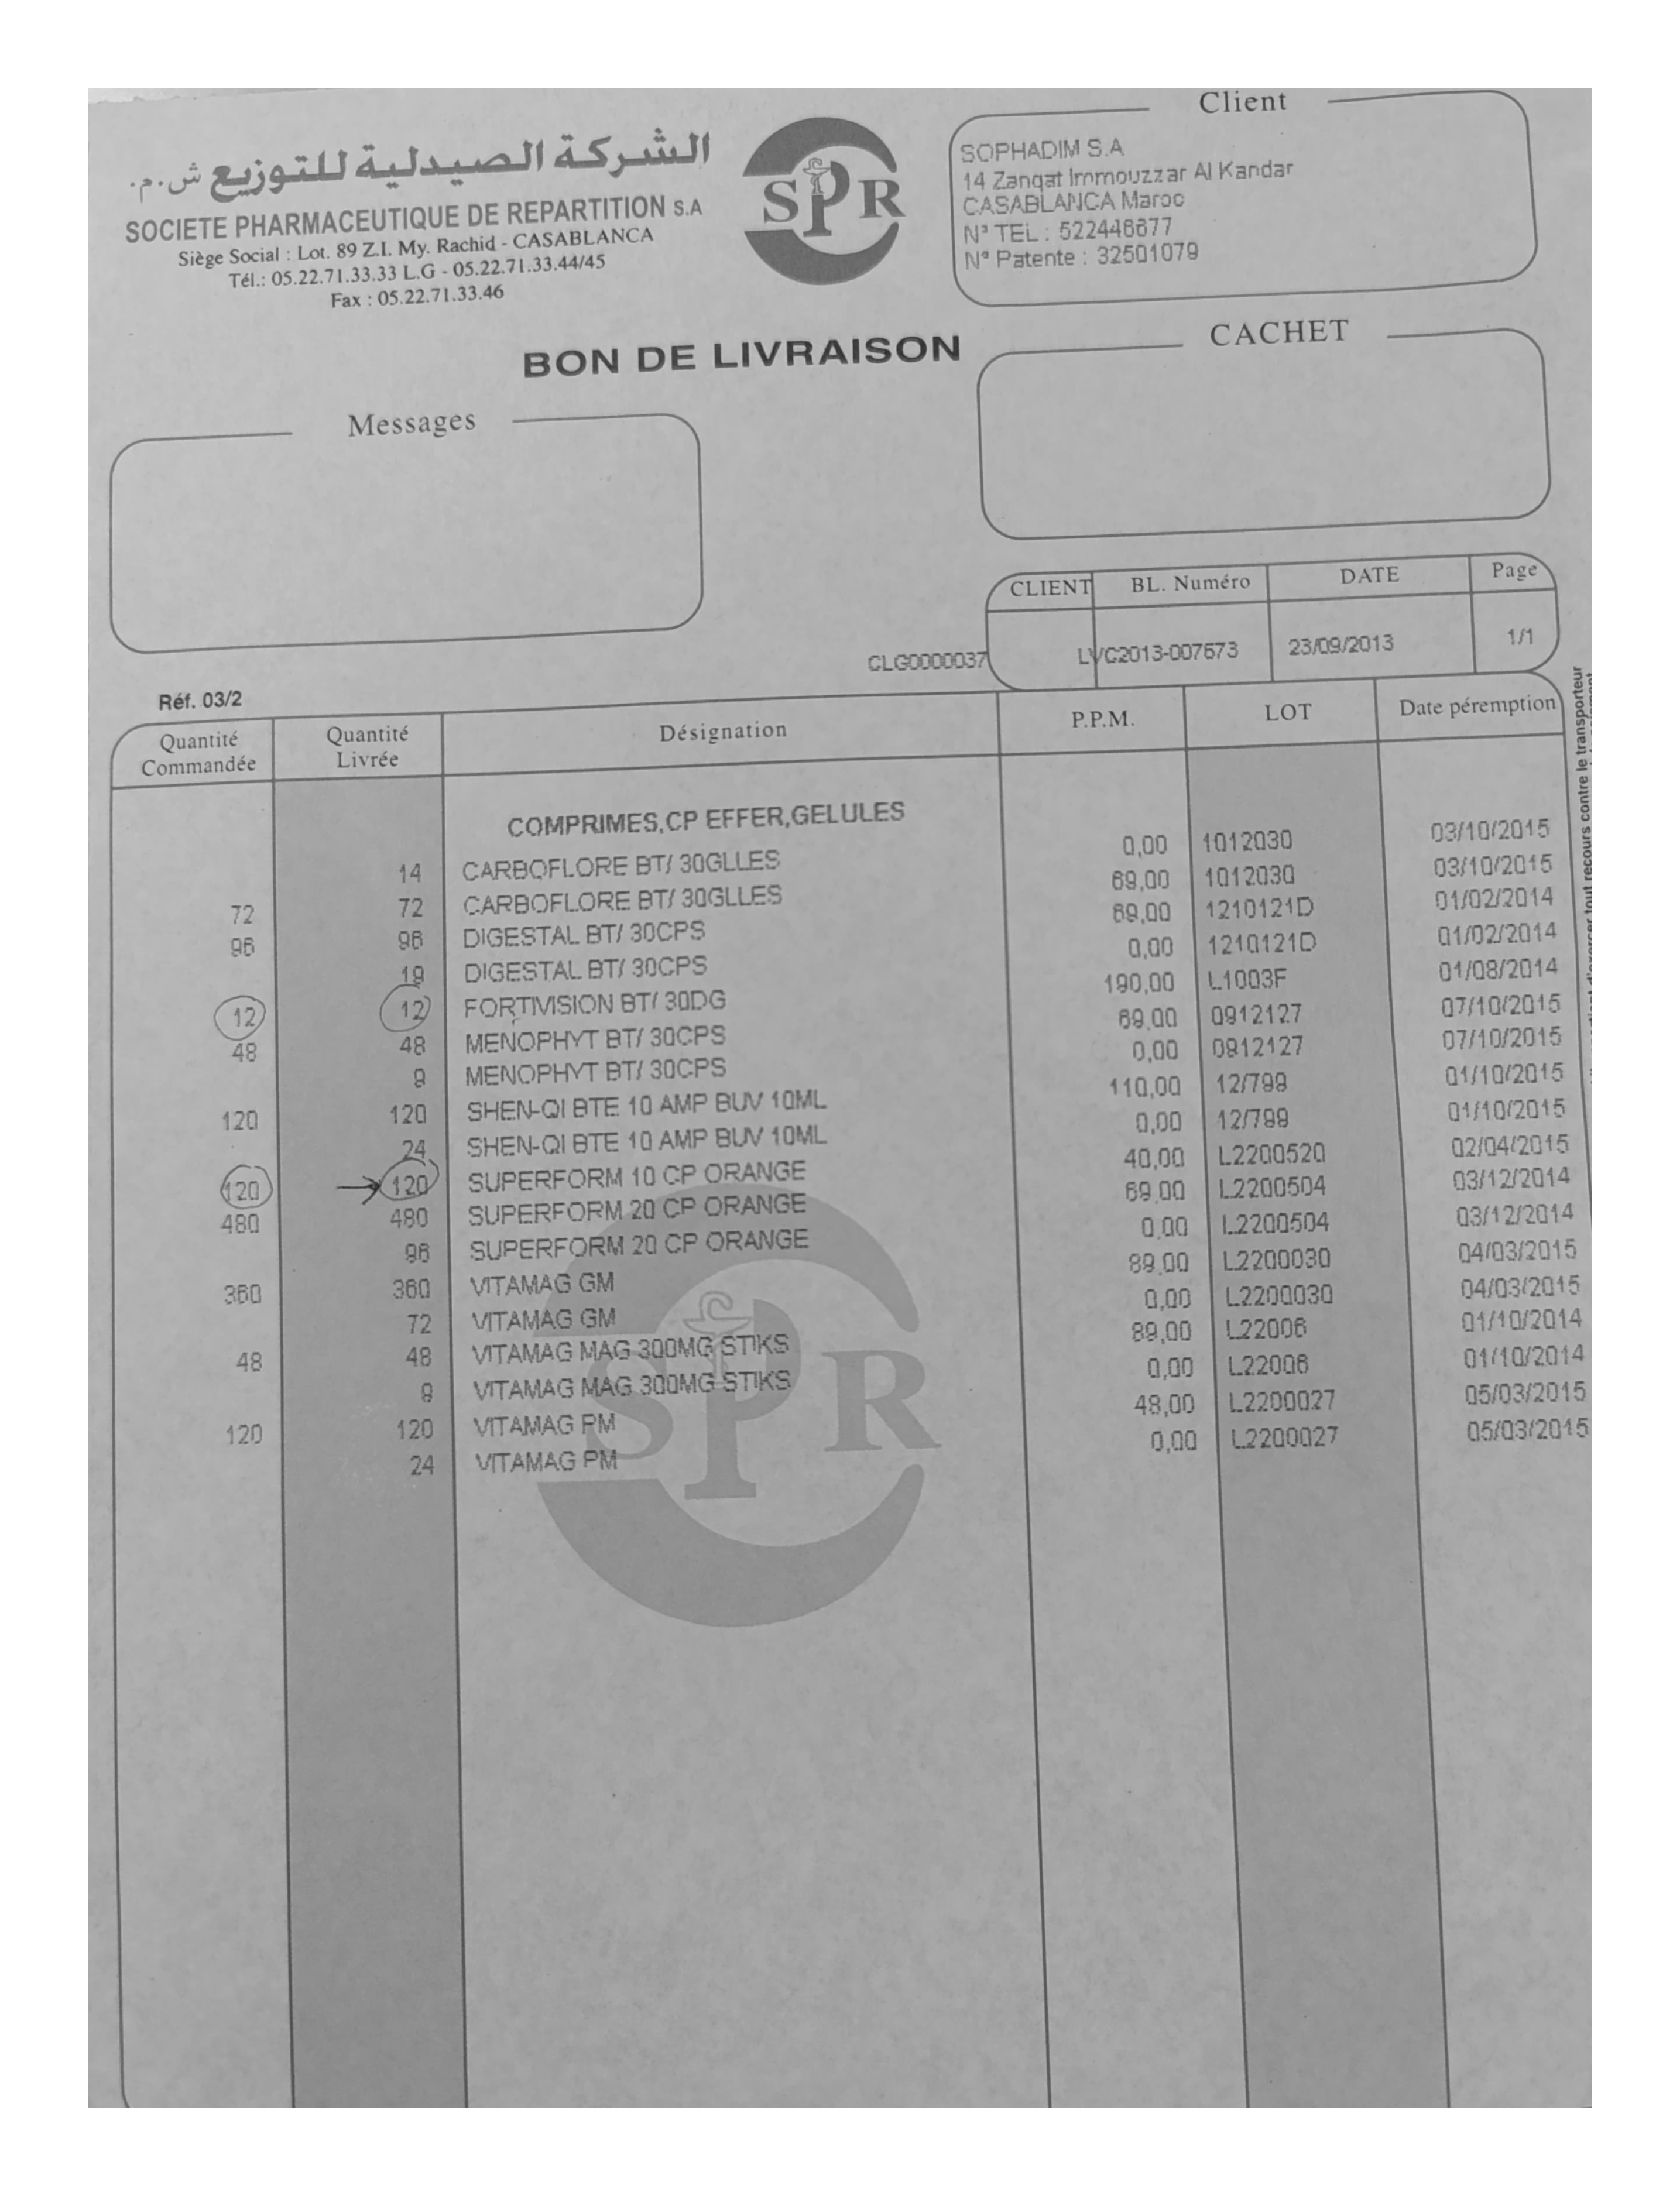 الشركة الصيدلية للتوزيع ش.م.
SOCIETE PHARMACEUTIQUE DE REPARTITION S.A
Siège Social : Lot. 89 Z.I. My. Rachid - CASABLANCA
Tél.: 05.22.71.33.33 L.G - 05.22.71.33.44/45
Fax : 05.22.71.33.46
SPR
Client
SOPHADIM S.A
14 Zanqat Immouzzar Al Kandar
CASABLANCA Maroc
N° TEL : 522448677
N° Patente : 32501079
BON DE LIVRAISON
CACHET
Messages
CLIENT BL. Numéro DATE Page
CLG0000037 LVC2013-007673 23/09/2013 1/1
Réf. 03/2
Quantité Commandée Quantité Livrée Désignation P.P.M. LOT Date péremption
COMPRIMES,CP EFFER,GELULES
14 CARBOFLORE BT/ 30GLLES 0,00 1012030 03/10/2015
72 72 CARBOFLORE BT/ 30GLLES 69,00 1012030 03/10/2015
96 96 DIGESTAL BT/ 30CPS 69,00 1210121D 01/02/2014
19 DIGESTAL BT/ 30CPS 0,00 1210121D 01/02/2014
12 12 FORTIVISION BT/ 30DG 190,00 L1003F 01/08/2014
48 48 MENOPHYT BT/ 30CPS 69,00 0912127 07/10/2015
9 MENOPHYT BT/ 30CPS 0,00 0912127 07/10/2015
120 120 SHEN-QI BTE 10 AMP BUV 10ML 110,00 12/799 01/10/2015
24 SHEN-QI BTE 10 AMP BUV 10ML 0,00 12/799 01/10/2015
120 120 SUPERFORM 10 CP ORANGE 40,00 L2200520 02/04/2015
480 480 SUPERFORM 20 CP ORANGE 69,00 L2200504 03/12/2014
96 SUPERFORM 20 CP ORANGE 0,00 L2200504 03/12/2014
360 360 VITAMAG GM 89,00 L2200030 04/03/2015
72 VITAMAG GM 0,00 L2200030 04/03/2015
48 48 VITAMAG MAG 300MG STIKS 89,00 L22006 01/10/2014
9 VITAMAG MAG 300MG STIKS 0,00 L22006 01/10/2014
120 120 VITAMAG PM 48,00 L2200027 05/03/2015
24 VITAMAG PM 0,00 L2200027 05/03/2015
SPR
tout recours contre le transporteur